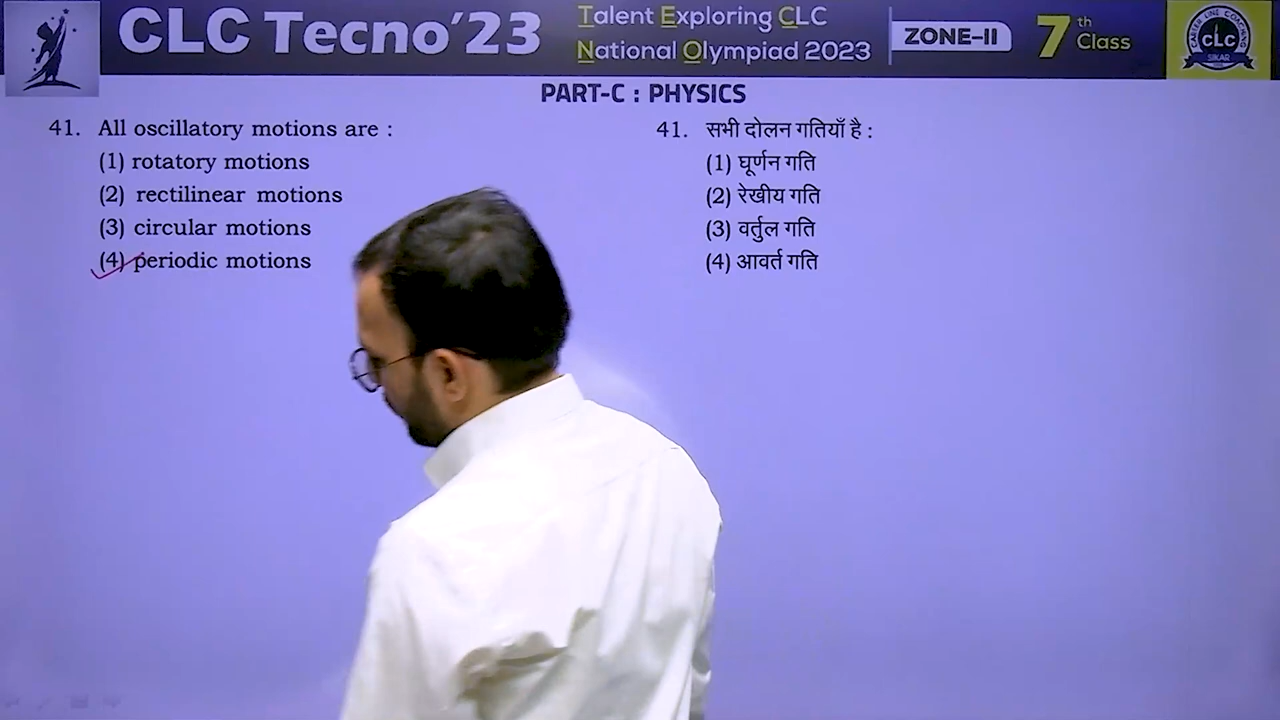 CLC Tecno'23
Talent Exploring CLC
National Olympiad 2023
ZONE-II
7th Class
CLC
SIKAR
PART-C : PHYSICS
41. All oscillatory motions are :
(1) rotatory motions
(2) rectilinear motions
(3) circular motions
(4) periodic motions
41. सभी दोलन गतियाँ है :
(1) घूर्णन गति
(2) रेखीय गति
(3) वर्तुल गति
(4) आवर्त गति